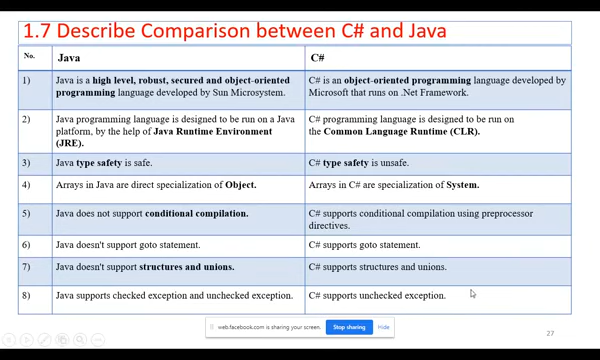 1.7 Describe Comparison between C# and Java
No. Java C#
1) Java is a high level, robust, secured and object-oriented C# is an object-oriented programming language developed by
programming language developed by Sun Microsystem. Microsoft that runs on .Net Framework.
2) Java programming language is designed to be run on a Java C# programming language is designed to be run on
platform, by the help of Java Runtime Environment the Common Language Runtime (CLR).
(JRE).
3) Java type safety is safe. C# type safety is unsafe.
4) Arrays in Java are direct specialization of Object. Arrays in C# are specialization of System.
5) Java does not support conditional compilation. C# supports conditional compilation using preprocessor
directives.
6) Java doesn't support goto statement. C# supports goto statement.
7) Java doesn't support structures and unions. C# supports structures and unions.
8) Java supports checked exception and unchecked exception. C# supports unchecked exception.
web.facebook.com is sharing your screen. Stop sharing Hide
27